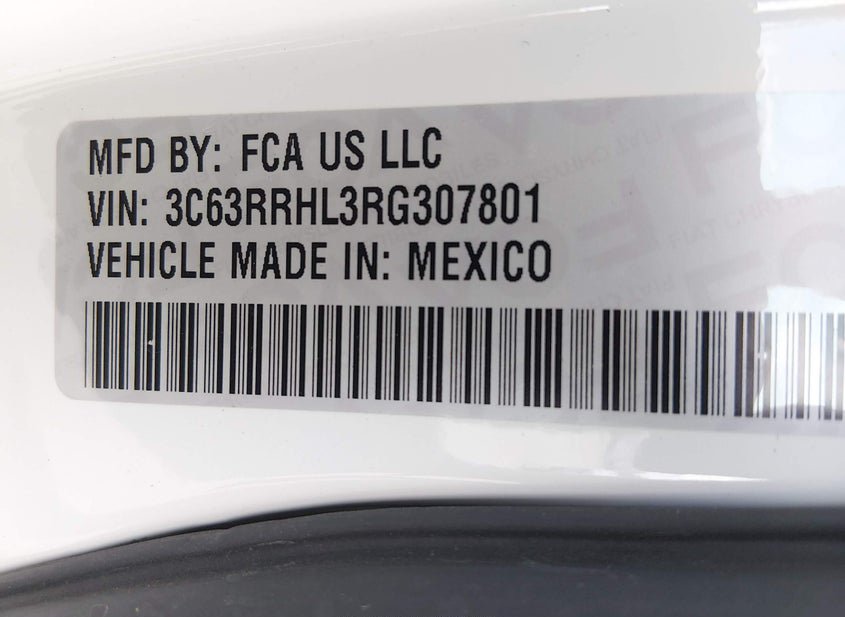 MFD BY: FCA US LLC
VIN: 3C63RRHL3RG307801
VEHICLE MADE IN: MEXICO